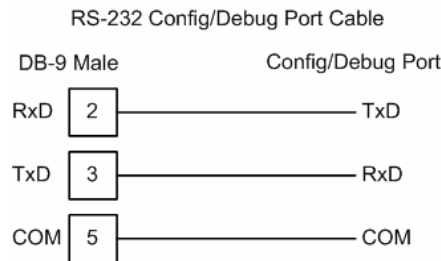 RS-232 Config/Debug Port Cable
DB-9 Male Config/Debug Port
RxD 2 TxD
TxD 3 RxD
COM 5 COM